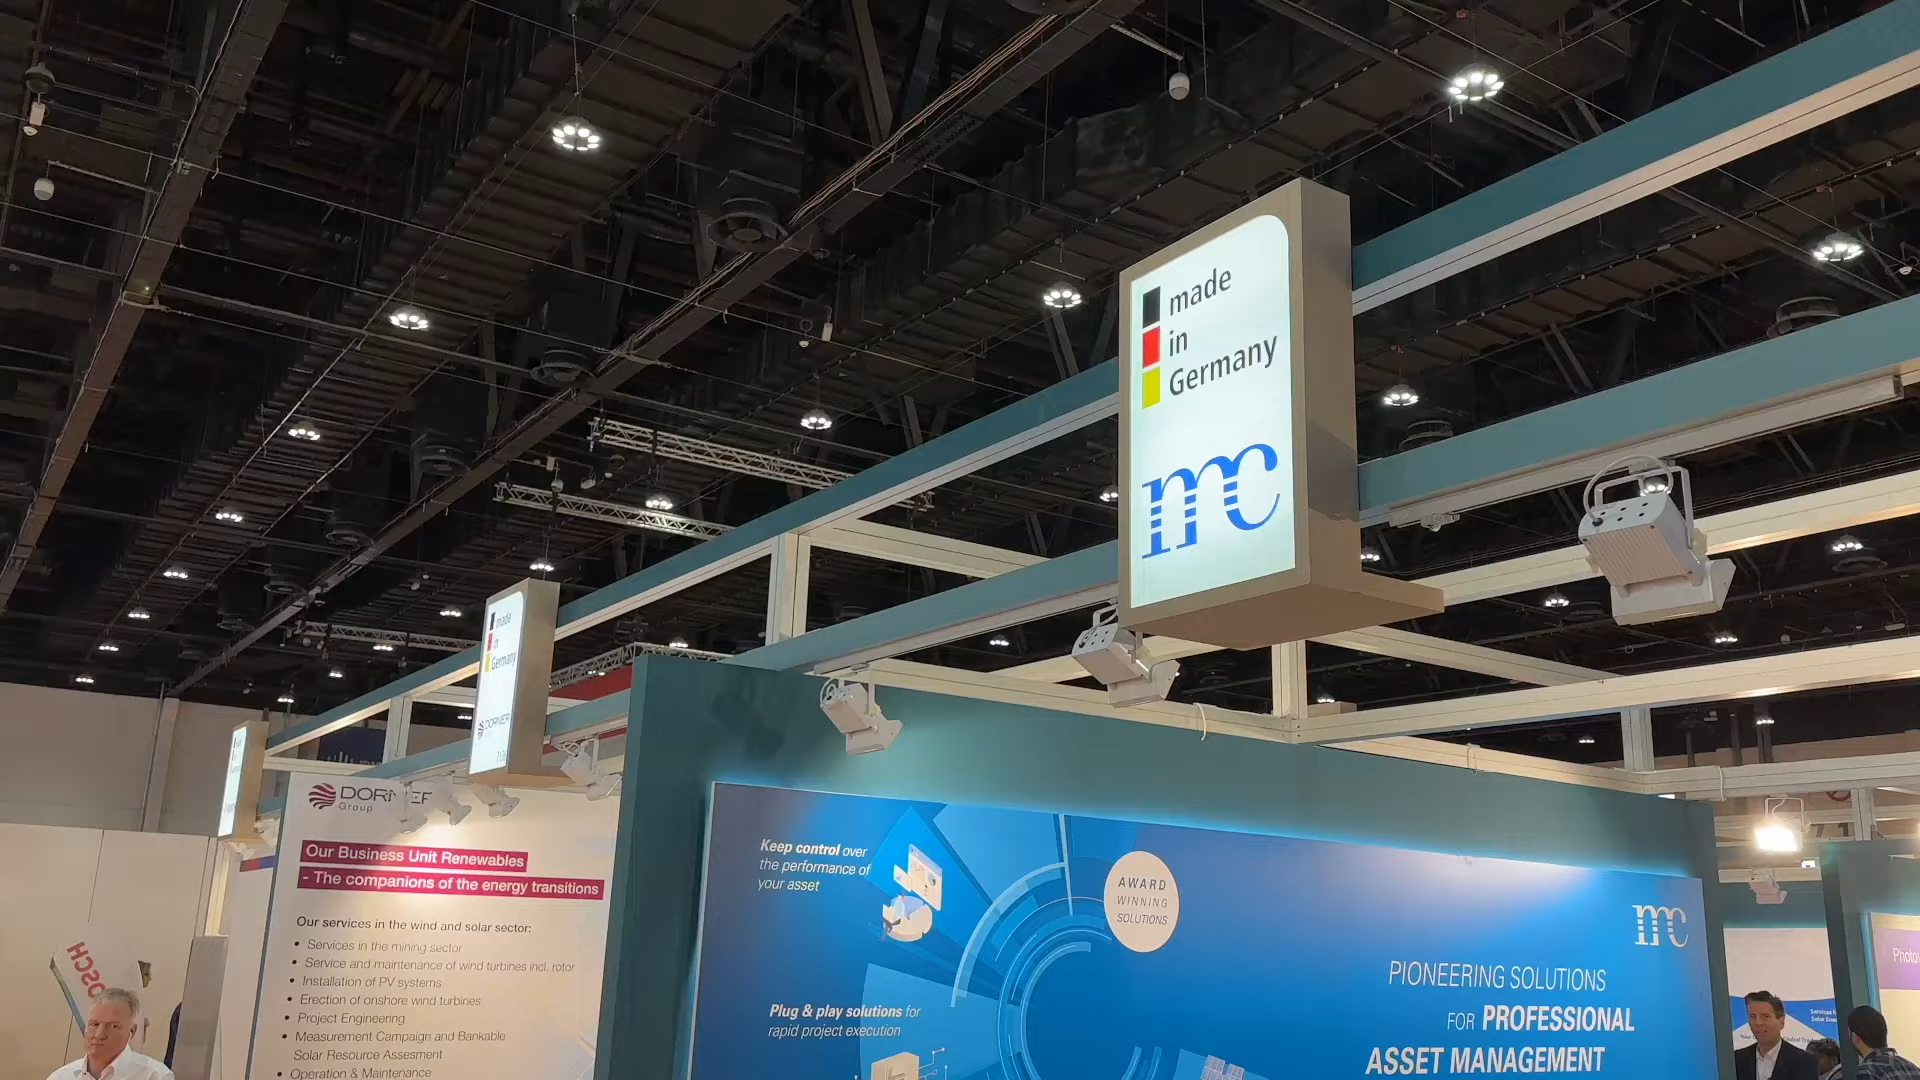 made
in
Germany
mc
made
in
Germany
DORNIER
DORNIER
Group
Our Business Unit Renewables
- The companions of the energy transitions
Our services in the wind and solar sector:
• Services in the mining sector
• Service and maintenance of wind turbines incl. rotor
• Installation of PV systems
• Erection of onshore wind turbines
• Project Engineering
• Measurement Campaign and Bankable
Solar Resource Assesment
• Operation & Maintenance
BOSCH
Keep control over
the performance of
your asset
AWARD
WINNING
SOLUTIONS
Plug & play solutions for
rapid project execution
mc
PIONEERING SOLUTIONS
FOR PROFESSIONAL
ASSET MANAGEMENT